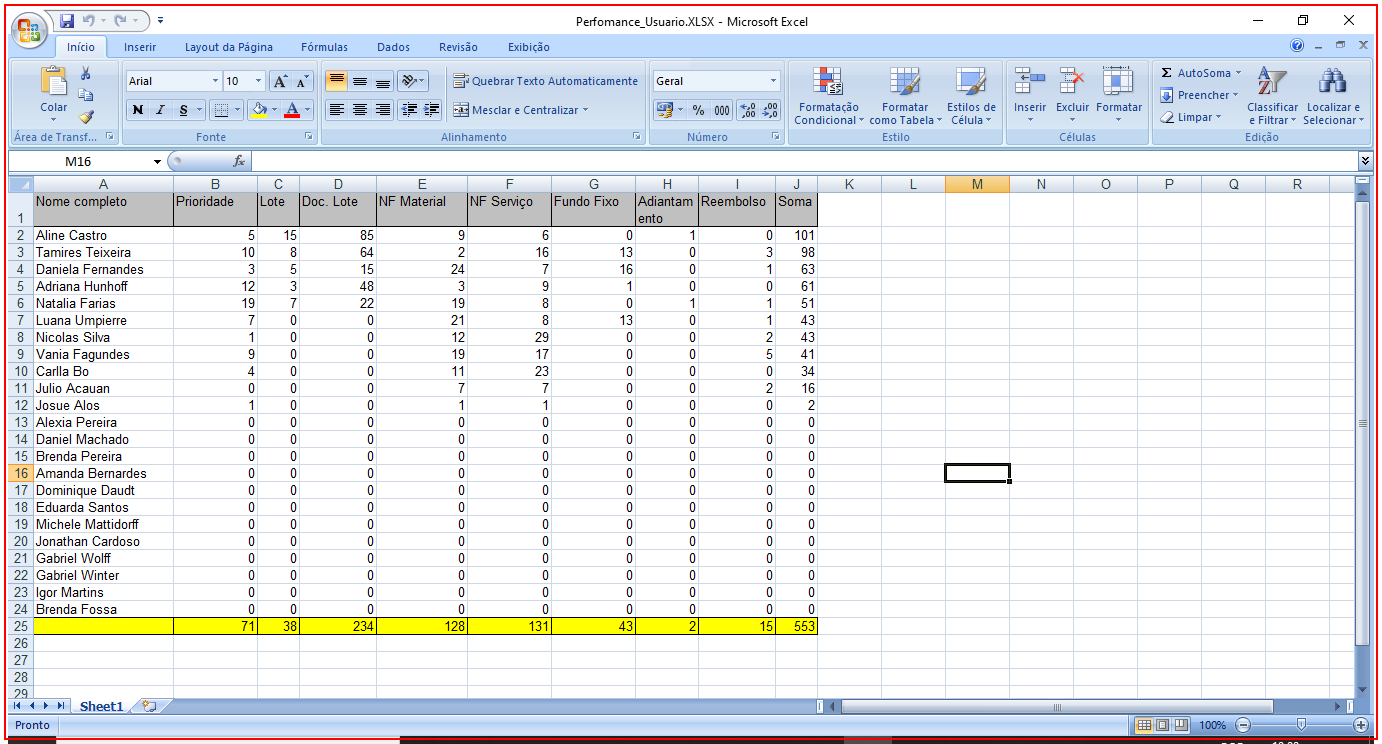 Perfomance_Usuario.XLSX - Microsoft Excel
Início Inserir Layout da Página Fórmulas Dados Revisão Exibição
Arial 10 Quebrar Texto Automaticamente Geral AutoSoma
Colar Preencher
N I S Mesclar e Centralizar % 000 Formatação Condicional Formatar como Tabela Estilos de Célula Inserir Excluir Formatar Limpar Classificar e Filtrar Localizar e Selecionar
Área de Transf... Fonte Alinhamento Número Estilo Células Edição
M16 fx
A B C D E F G H I J K L M N O P Q R
1 Nome completo Prioridade Lote Doc. Lote NF Material NF Serviço Fundo Fixo Adiantam ento Reembolso Soma
2 Aline Castro 5 15 85 9 6 0 1 0 101
3 Tamires Teixeira 10 8 64 2 16 13 0 3 98
4 Daniela Fernandes 3 5 15 24 7 16 0 1 63
5 Adriana Hunhoff 12 3 48 3 9 1 0 0 61
6 Natalia Farias 19 7 22 19 8 0 1 1 51
7 Luana Umpierre 7 0 0 21 8 13 0 1 43
8 Nicolas Silva 1 0 0 12 29 0 0 2 43
9 Vania Fagundes 9 0 0 19 17 0 0 5 41
10 Carlla Bo 4 0 0 11 23 0 0 0 34
11 Julio Acauan 0 0 0 7 7 0 0 2 16
12 Josue Alos 1 0 0 1 1 0 0 0 2
13 Alexia Pereira 0 0 0 0 0 0 0 0 0
14 Daniel Machado 0 0 0 0 0 0 0 0 0
15 Brenda Pereira 0 0 0 0 0 0 0 0 0
16 Amanda Bernardes 0 0 0 0 0 0 0 0 0
17 Dominique Daudt 0 0 0 0 0 0 0 0 0
18 Eduarda Santos 0 0 0 0 0 0 0 0 0
19 Michele Mattidorff 0 0 0 0 0 0 0 0 0
20 Jonathan Cardoso 0 0 0 0 0 0 0 0 0
21 Gabriel Wolff 0 0 0 0 0 0 0 0 0
22 Gabriel Winter 0 0 0 0 0 0 0 0 0
23 Igor Martins 0 0 0 0 0 0 0 0 0
24 Brenda Fossa 0 0 0 0 0 0 0 0 0
25 71 38 234 128 131 43 2 15 553
26
27
28
29
Sheet1
Pronto 100%